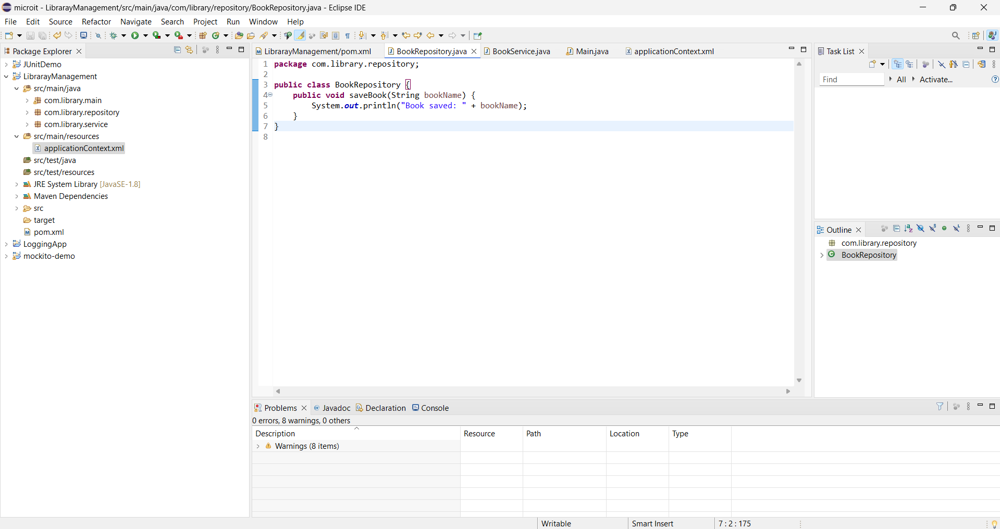 microit - LibrarayManagement/src/main/java/com/library/repository/BookRepository.java - Eclipse IDE
File Edit Source Refactor Navigate Search Project Run Window Help
Package Explorer
JUnitDemo
LibrarayManagement
src/main/java
com.library.main
com.library.repository
com.library.service
src/main/resources
applicationContext.xml
src/test/java
src/test/resources
JRE System Library [JavaSE-1.8]
Maven Dependencies
src
target
pom.xml
LoggingApp
mockito-demo
LibrarayManagement/pom.xml BookRepository.java BookService.java Main.java applicationContext.xml
1 package com.library.repository;
2
3 public class BookRepository {
4 public void saveBook(String bookName) {
5 System.out.println("Book saved: " + bookName);
6 }
7 }
8
Task List
Find All Activate...
Outline
com.library.repository
BookRepository
Problems @ Javadoc Declaration Console
0 errors, 8 warnings, 0 others
Description Resource Path Location Type
Warnings (8 items)
Writable Smart Insert 7 : 2 : 175